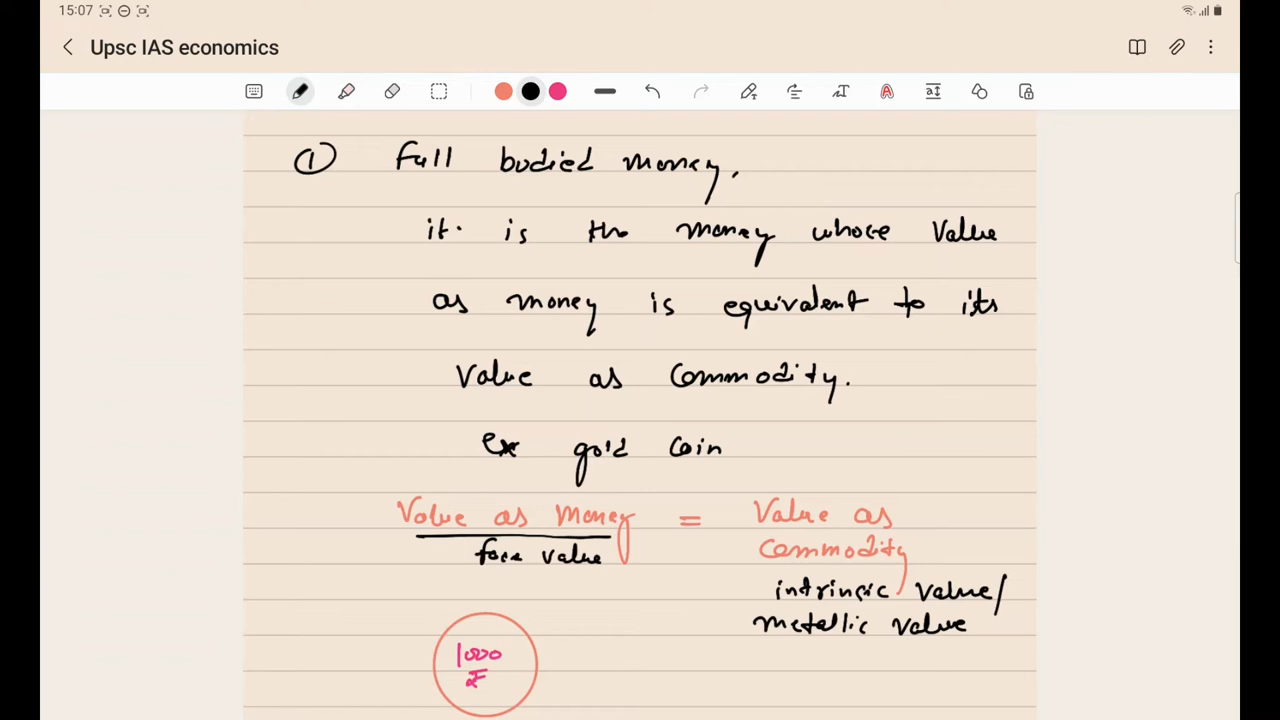 15:07
Upsc IAS economics
① Full bodied money.
it is the money whose Value
as money is equivalent to its
Value as Commodity.
ex gold coin
Value as Money = Value as
face value
Commodity
intrinsic value/
metallic value
1000
₹